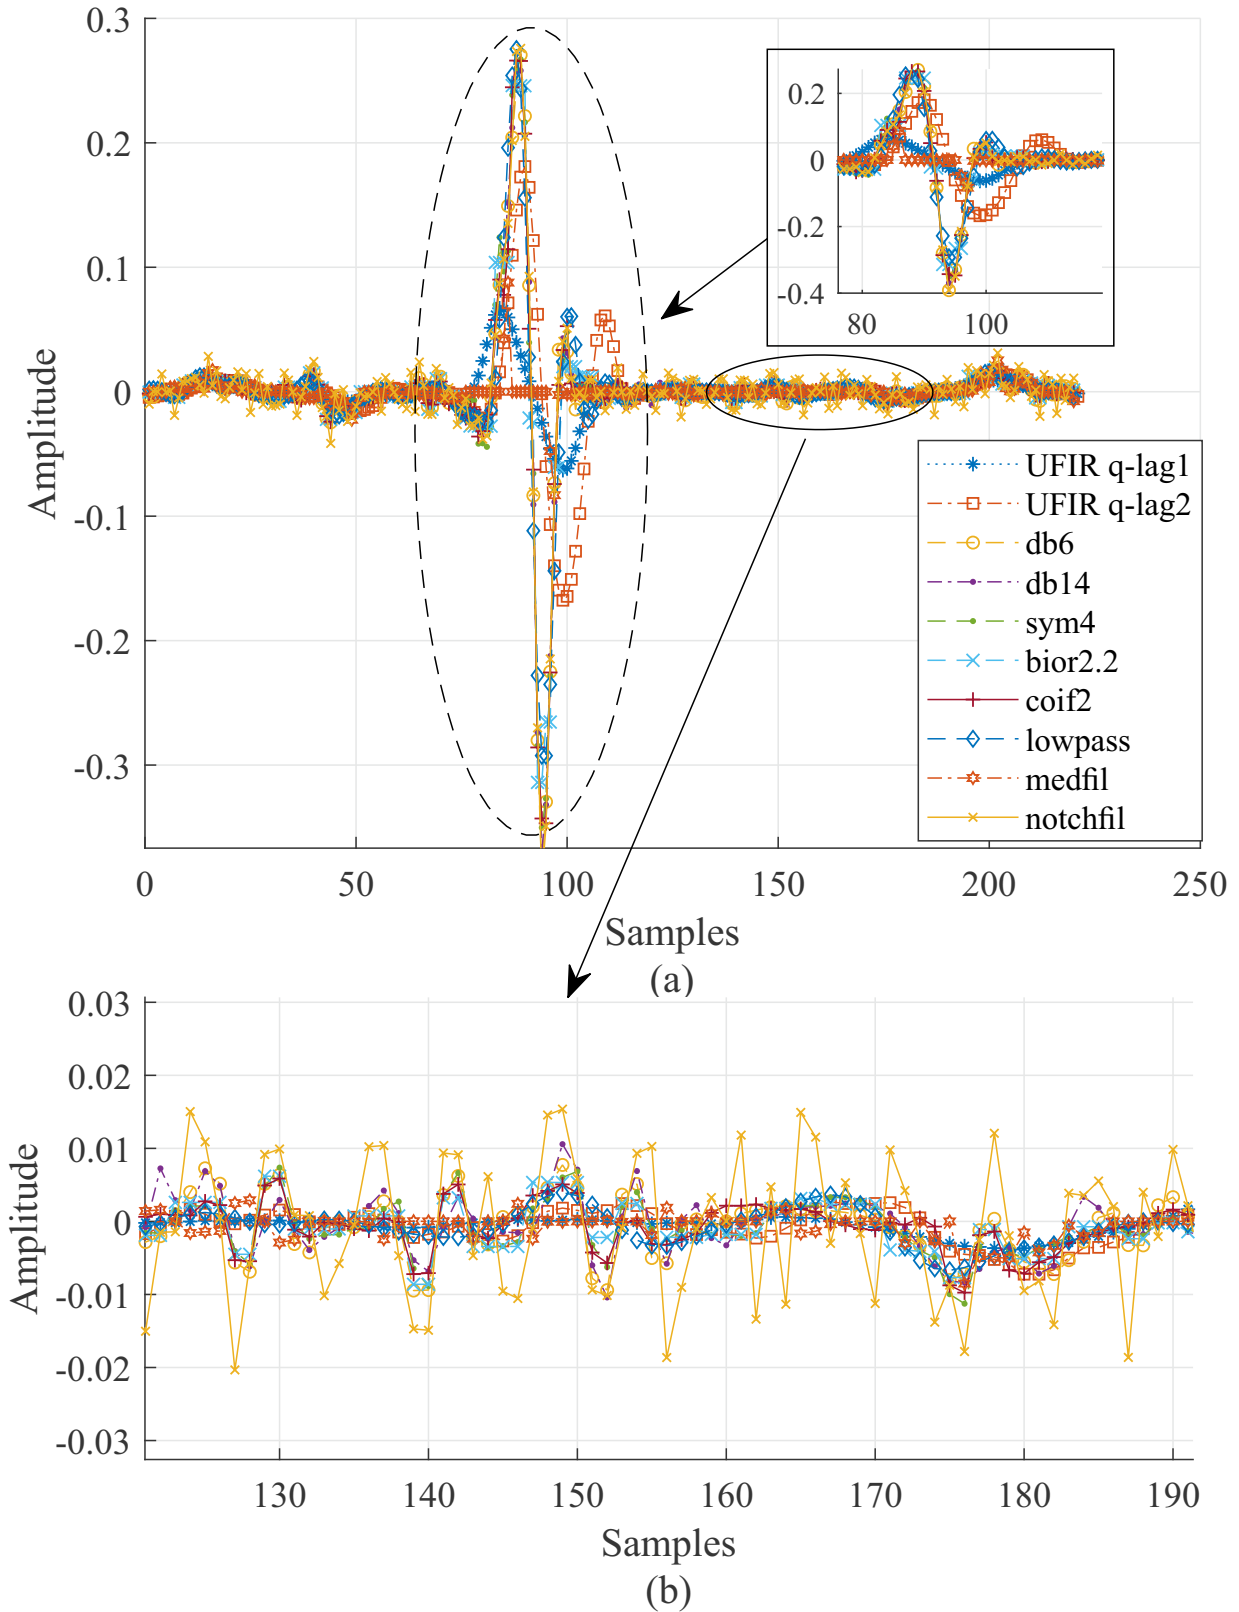 0.3
0.2
0.1
0
-0.1
-0.2
-0.3
Amplitude
0.2
0
-0.2
-0.4
80 100
UFIR q-lag1
UFIR q-lag2
db6
db14
sym4
bior2.2
coif2
lowpass
medfil
notchfil
0 50 100 150 200 250
Samples
(a)
0.03
0.02
0.01
0
-0.01
-0.02
-0.03
Amplitude
130 140 150 160 170 180 190
Samples
(b)